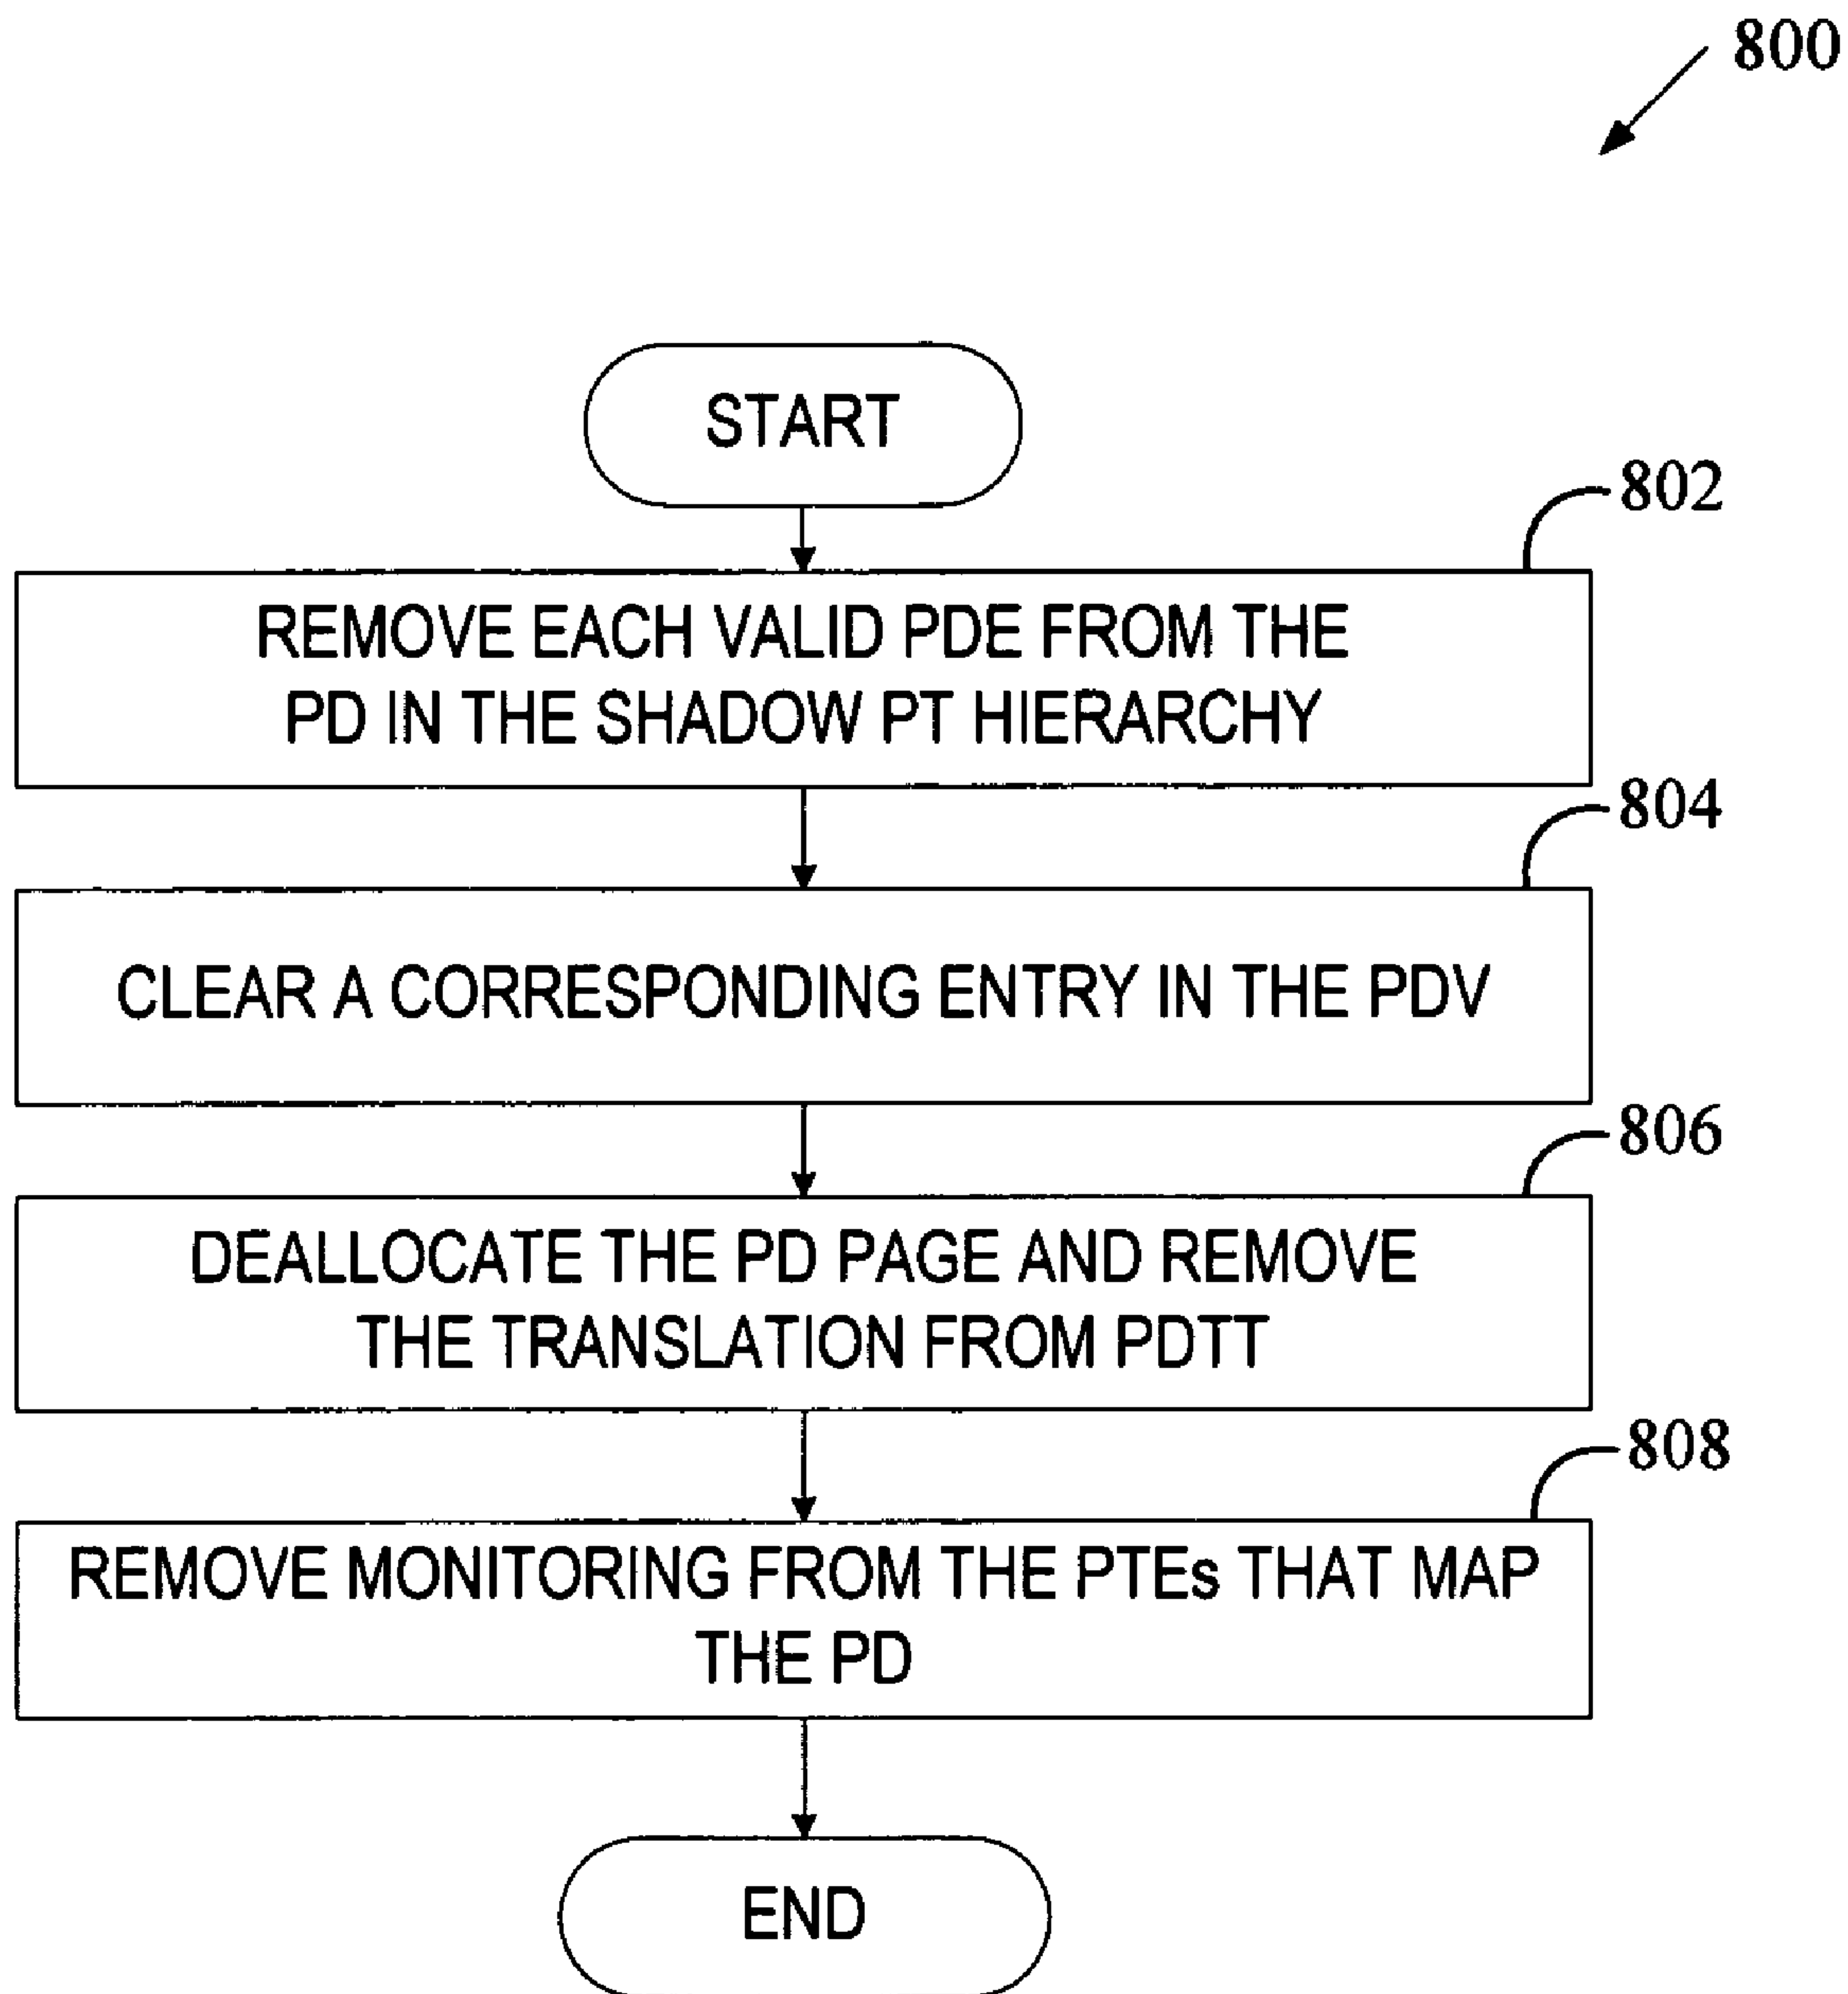 800
START
802
REMOVE EACH VALID PDE FROM THE
PD IN THE SHADOW PT HIERARCHY
804
CLEAR A CORRESPONDING ENTRY IN THE PDV
806
DEALLOCATE THE PD PAGE AND REMOVE
THE TRANSLATION FROM PDTT
808
REMOVE MONITORING FROM THE PTEs THAT MAP
THE PD
END